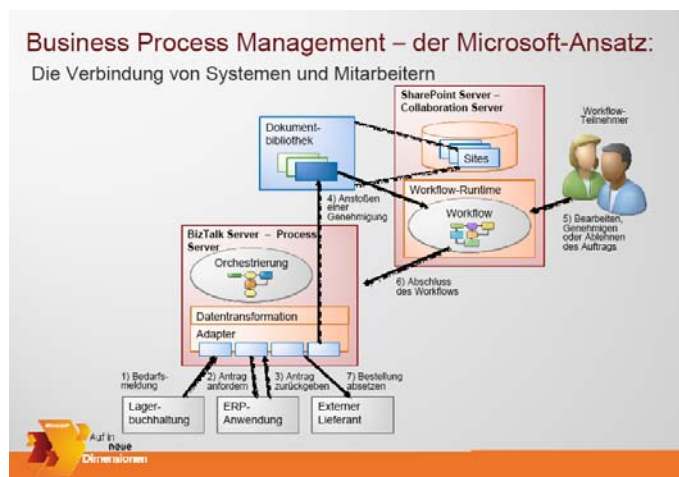 Business Process Management – der Microsoft-Ansatz:
Die Verbindung von Systemen und Mitarbeitern
SharePoint Server –
Collaboration Server
Workflow-
Teilnehmer
Dokument-
bibliothek
Sites
4) Anstoßen
einer
Genehmigung
Workflow-Runtime
Workflow
5) Bearbeiten,
Genehmigen
oder Ablehnen
des Auftrags
BizTalk Server – Process
Server
Orchestrierung
6) Abschluss
des Workflows
Datentransformation
Adapter
1) Bedarfs-
meldung
2) Antrag
anfordern
3) Antrag
zurückgeben
7) Bestellung
absetzen
Lager-
buchhaltung
ERP-
Anwendung
Externer
Lieferant
Microsoft
Auf in
neue
Dimensionen